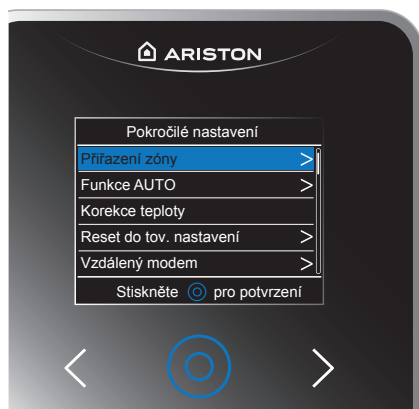 ARISTON
Pokročilé nastavení
Přiřazení zóny >
Funkce AUTO >
Korekce teploty
Reset do tov. nastavení >
Vzdálený modem >
Stiskněte pro potvrzení